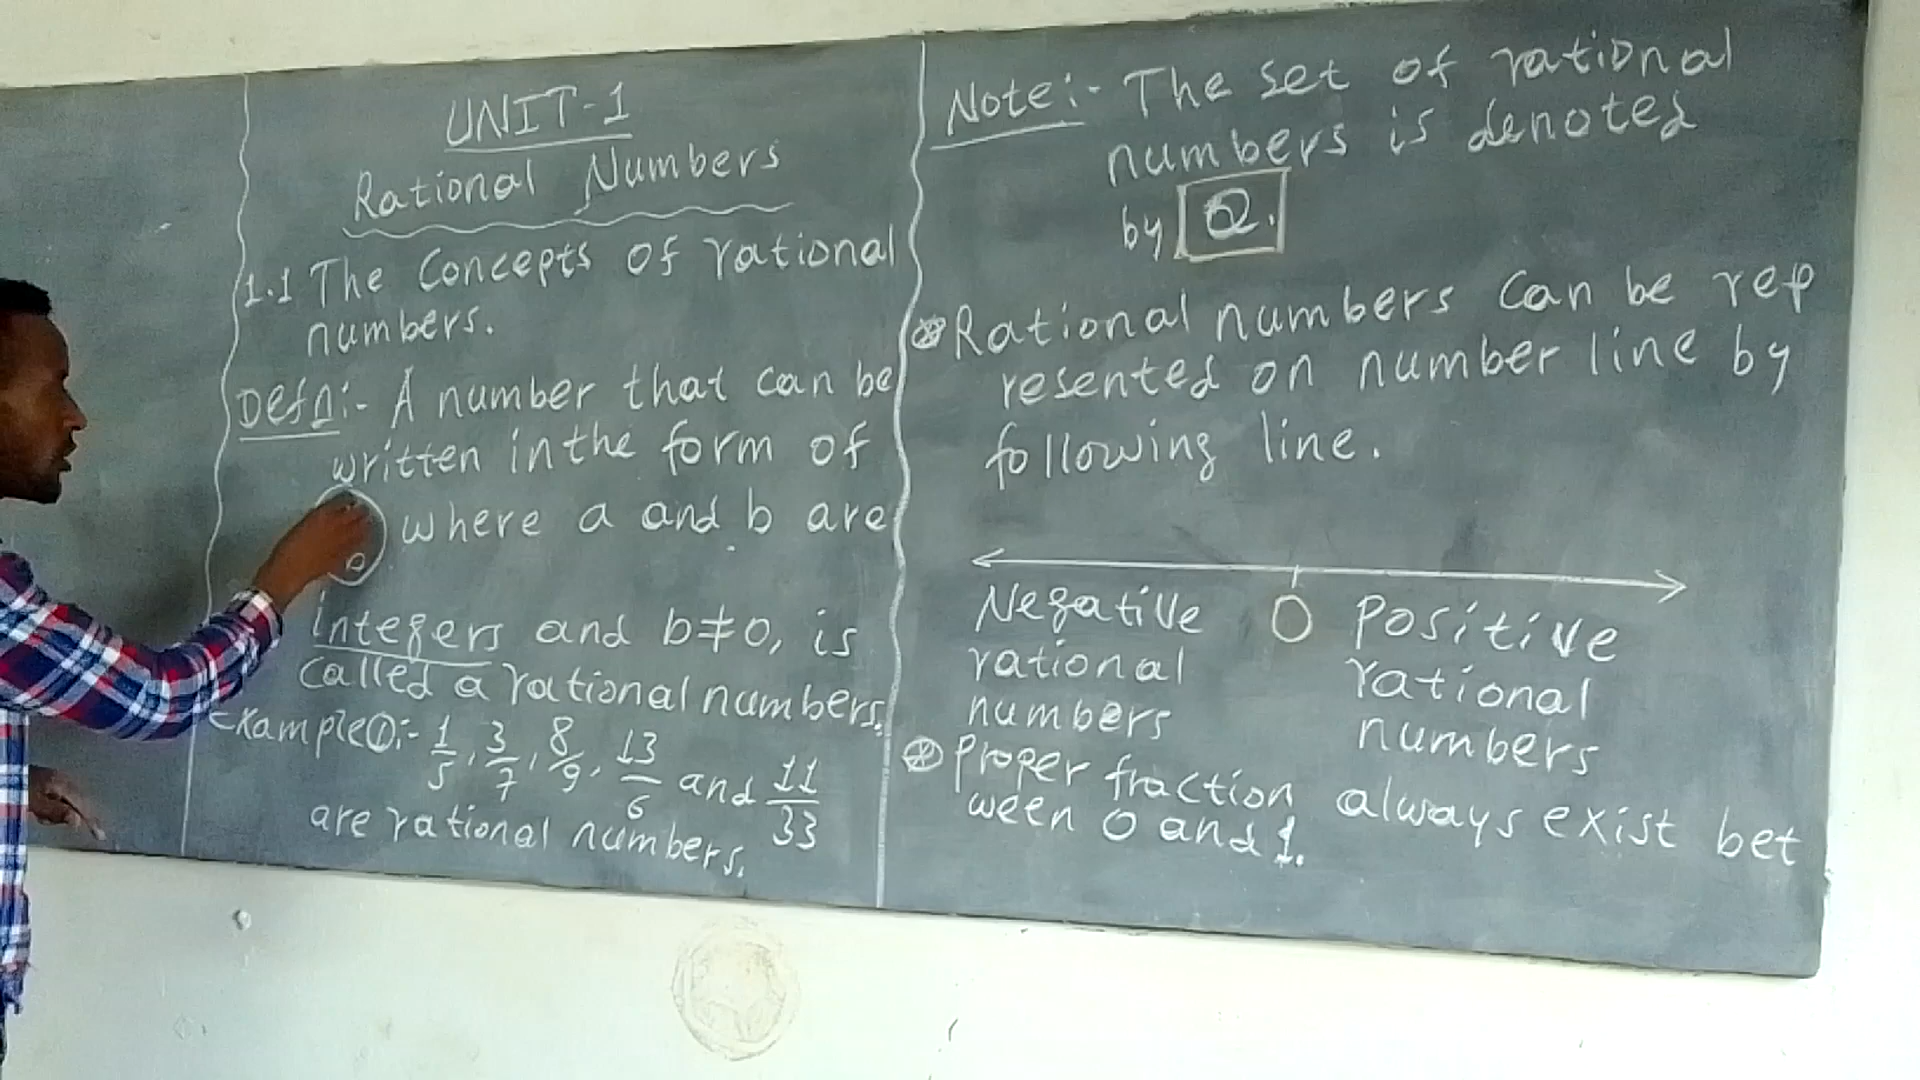 UNIT-1
Rational Numbers
1.1 The Concepts of rational
numbers.
Defn:- A number that can be
written in the form of
b where a and b are
integers and b≠0, is
called a rational numbers.
Example①:- 1/5, 3/7, 8/9, 13/6 and 11/33
are rational numbers.
Note:- The set of rational
numbers is denoted
by Q.
⊛ Rational numbers can be rep
resented on number line by
following line.
0
Negative
rational
numbers
Positive
rational
numbers
⊛ Proper fraction always exist bet
ween 0 and 1.